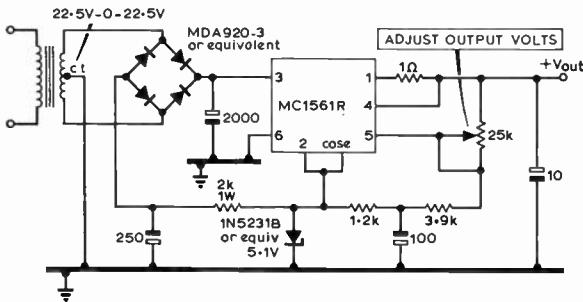 22·5V-0-22·5V
MDA920-3
or equivalent
ADJUST OUTPUT VOLTS
ct
3
1
1Ω
+Vout
4
MC1561R
2000
6
5
25k
2 case
10
2k
1W
1N5231B
or equiv
5·1V
1·2k
3·9k
250
100